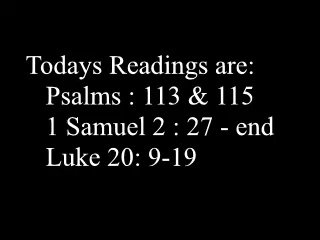 Todays Readings are:
Psalms : 113 & 115
1 Samuel 2 : 27 - end
Luke 20: 9-19